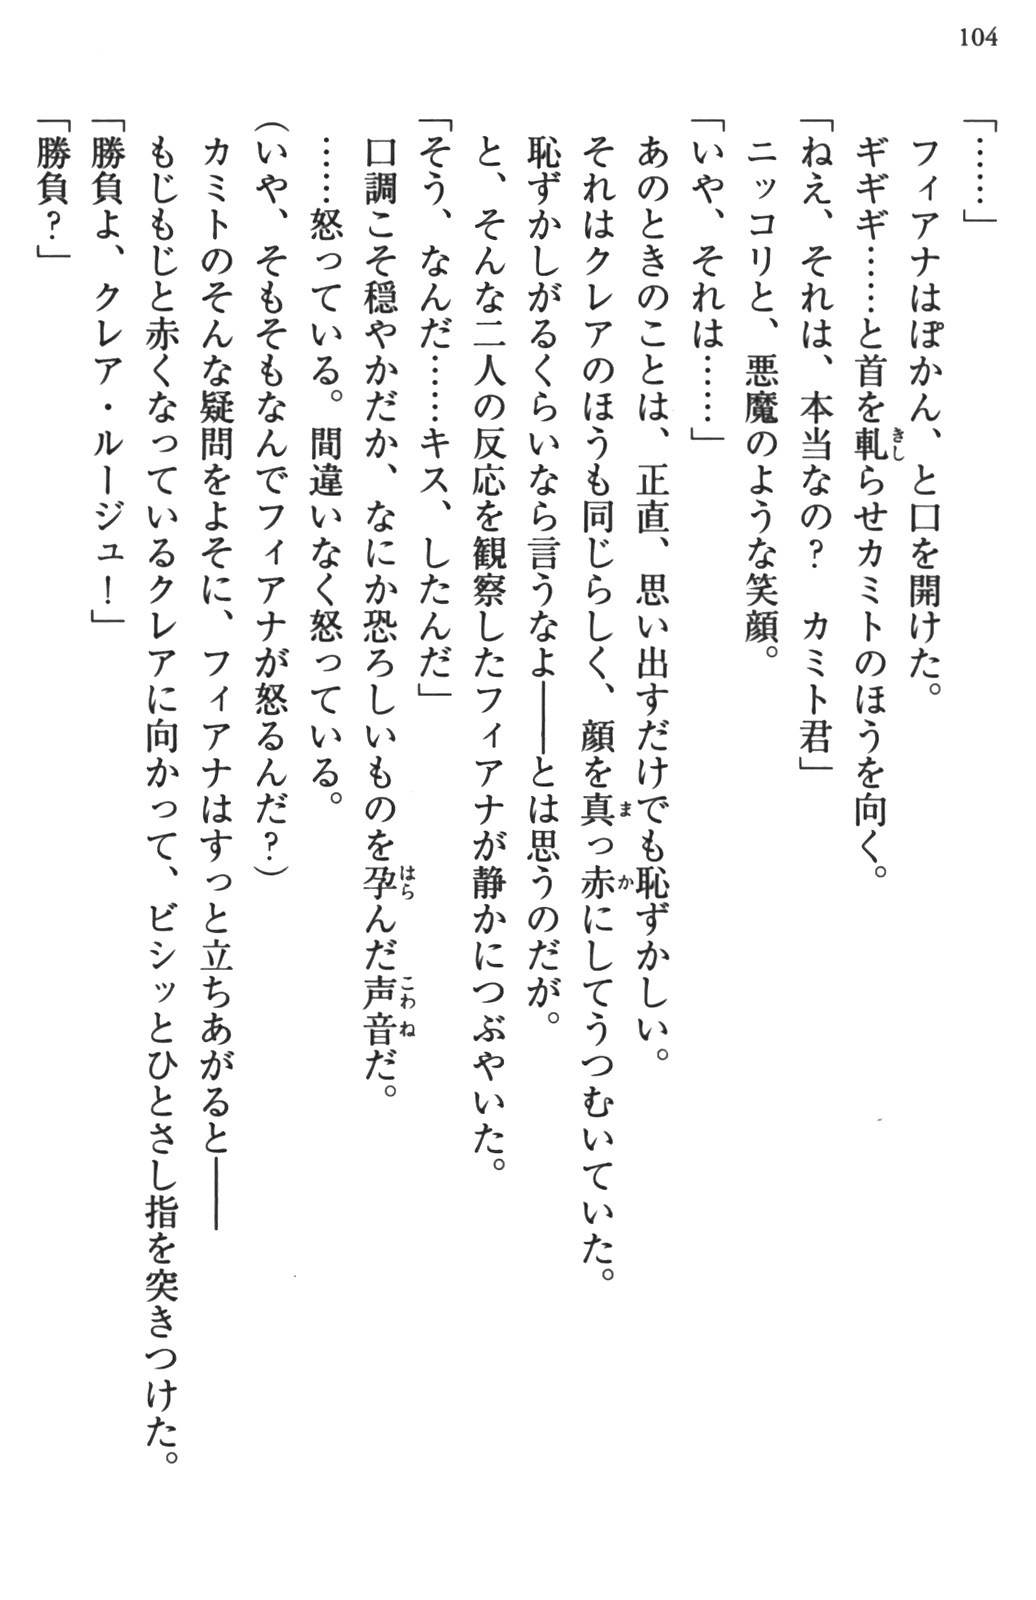 104
「……」
フィアナはぽかん、と口を開けた。
ギギギ……と首を軋らせカミトのほうを向く。
「ねえ、それは、本当なの？　カミト君」
ニッコリと、悪魔のような笑顔。
「いや、それは……」
あのときのことは、正直、思い出すだけでも恥ずかしい。
それはクレアのほうも同じらしく、顔を真っ赤にしてうつむいていた。
恥ずかしがるくらいなら言うなよ――とは思うのだが。
と、そんな二人の反応を観察したフィアナが静かにつぶやいた。
「そう、なんだ……キス、したんだ」
口調こそ穏やかだか、なにか恐ろしいものを孕んだ声音だ。
……怒っている。間違いなく怒っている。
（いや、そもそもなんでフィアナが怒るんだ？）
カミトのそんな疑問をよそに、フィアナはすっと立ちあがると――
もじもじと赤くなっているクレアに向かって、ビシッとひとさし指を突きつけた。
「勝負よ、クレア・ルージュ！」
「勝負？」